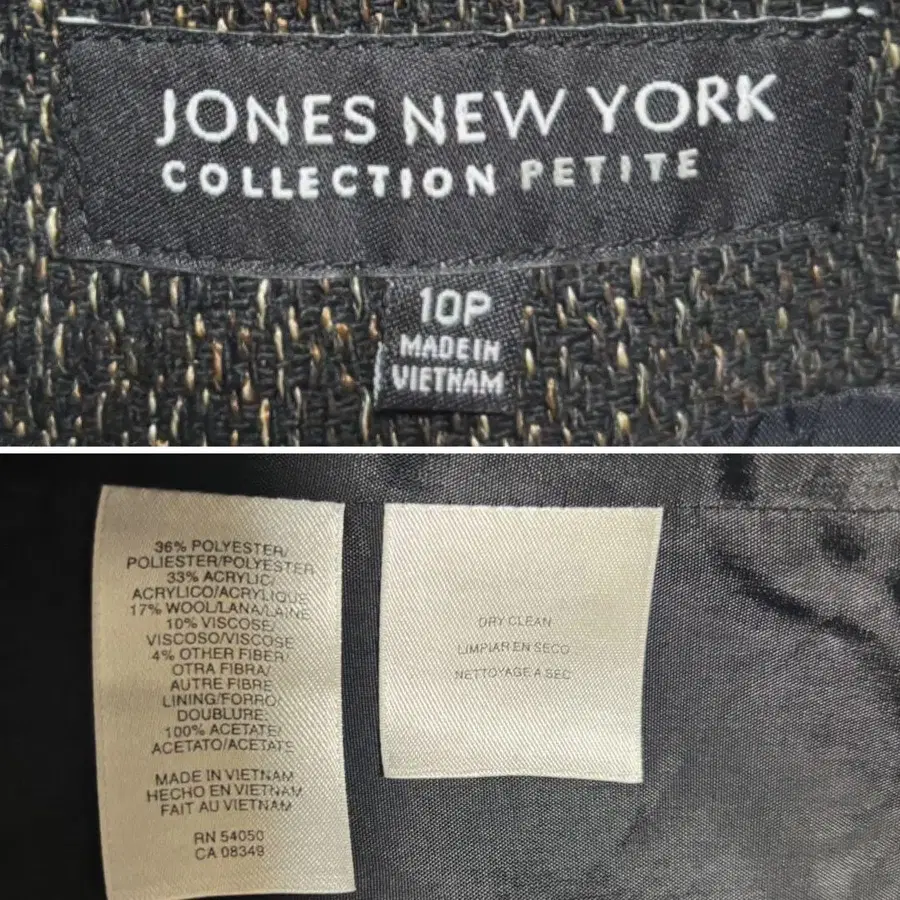 JONES NEW YORK
COLLECTION PETITE
10P
MADE IN
VIETNAM
36% POLYESTER/
POLIESTER/POLYESTER
33% ACRYLIC/
ACRYLICO/ACRYLIQUE
17% WOOL/LANA/LAINE
10% VISCOSE/
VISCOSO/VISCOSE
4% OTHER FIBER/
OTRA FIBRA/
AUTRE FIBRE
LINING/FORRO/
DOUBLURE:
100% ACETATE/
ACETATO/ACETATE
MADE IN VIETNAM
HECHO EN VIETNAM
FAIT AU VIETNAM
RN 54050
CA 08349
DRY CLEAN
LIMPIAR EN SECO
NETTOYAGE A SEC